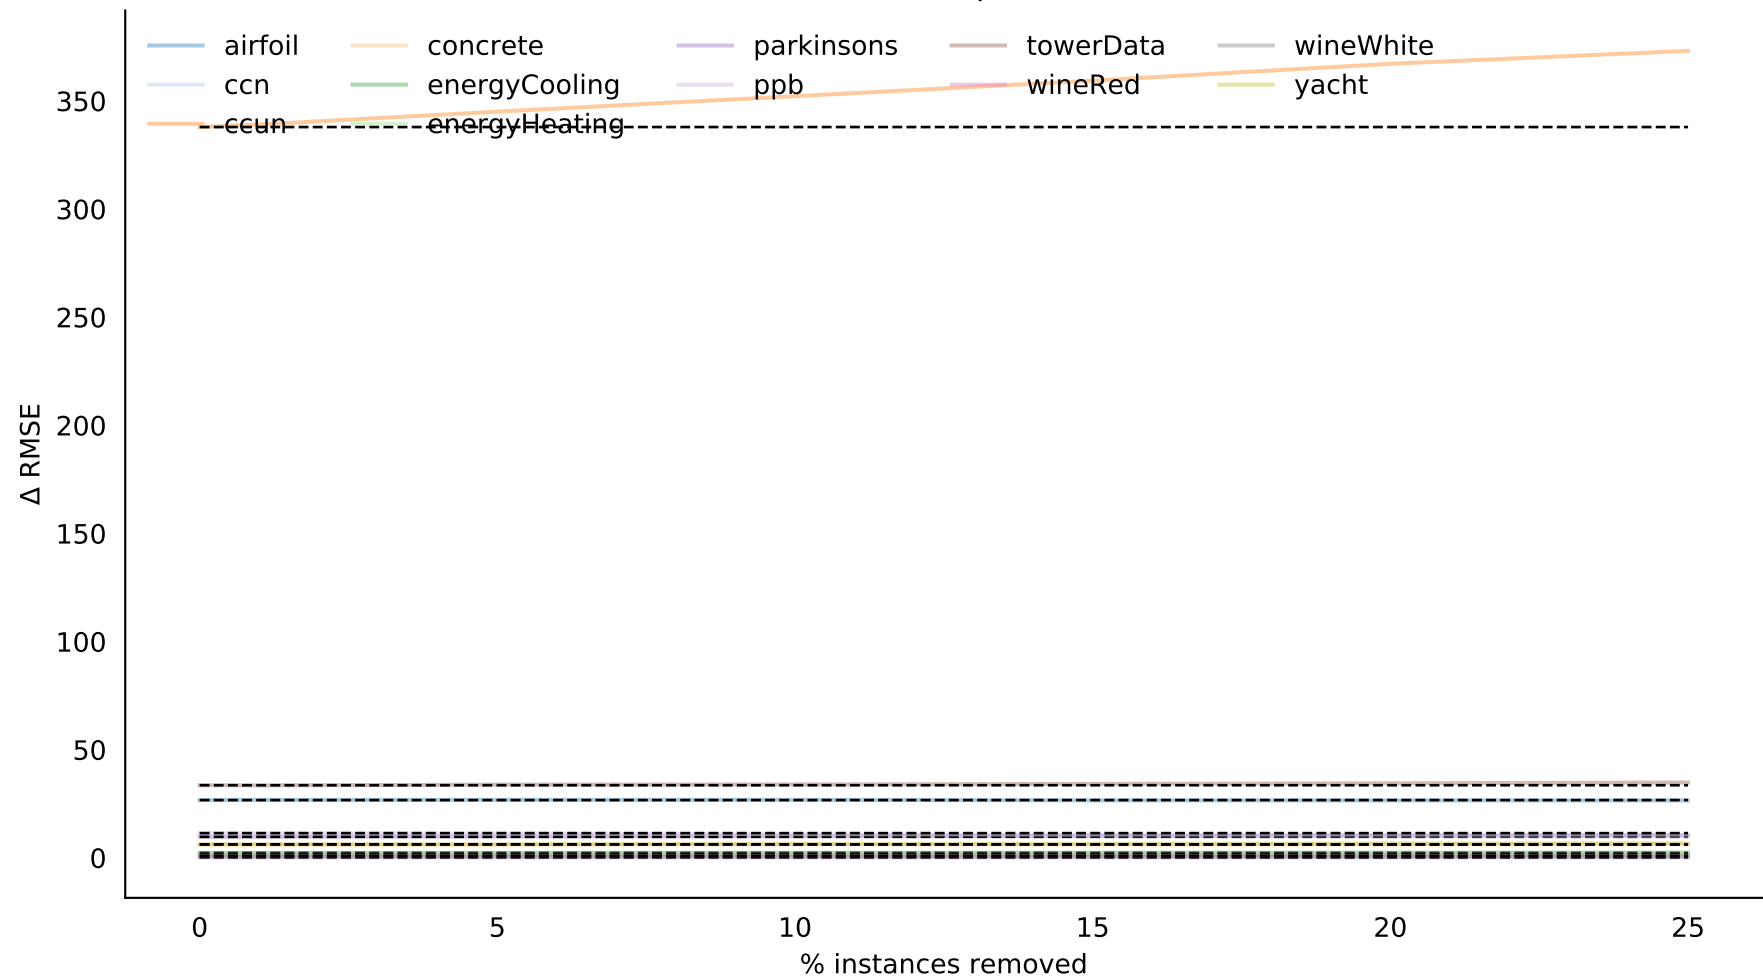 airfoil concrete parkinsons towerData wineWhite
ccn energyCooling ppb wineRed yacht
ccun energyHeating
350
300
250
200
150
100
50
0
Δ RMSE
0 5 10 15 20 25
% instances removed